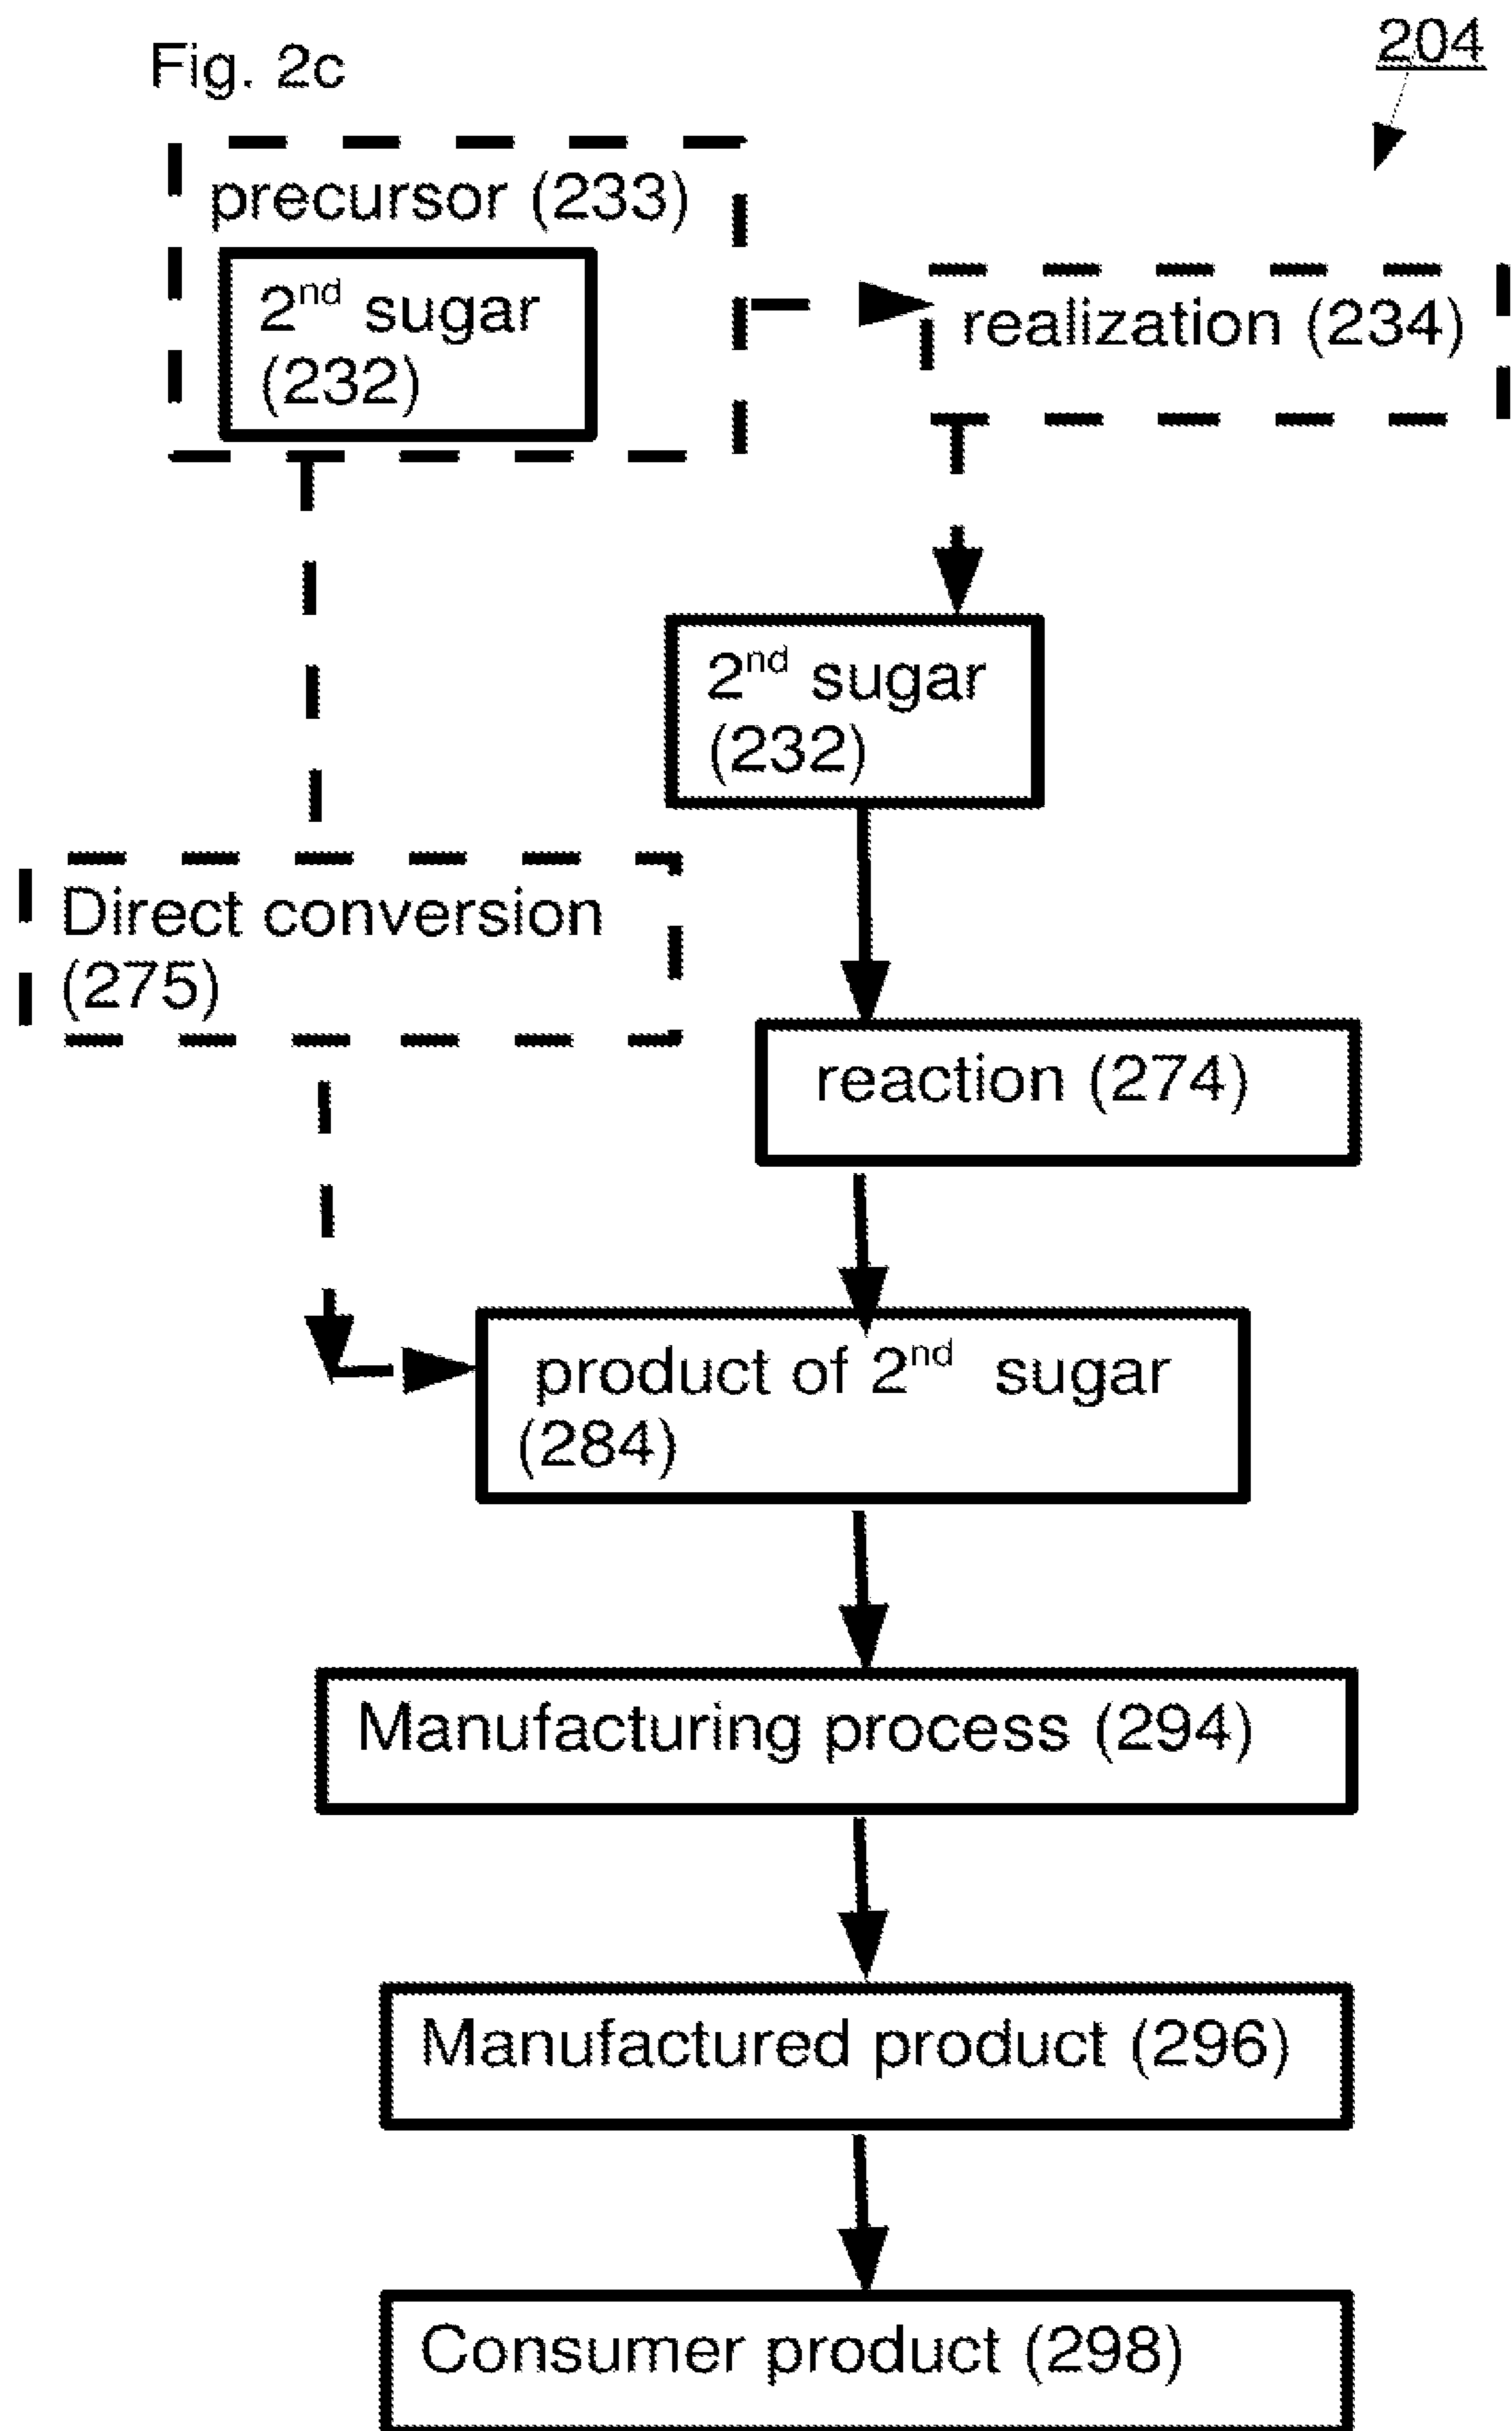 Fig. 2c
204
precursor (233)
2nd sugar
(232)
realization (234)
2nd sugar
(232)
Direct conversion
(275)
reaction (274)
product of 2nd sugar
(284)
Manufacturing process (294)
Manufactured product (296)
Consumer product (298)